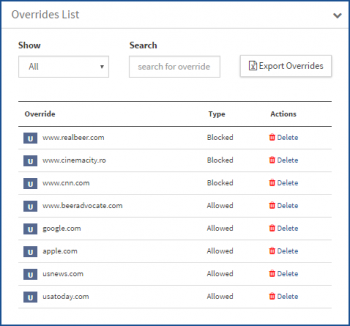 Overrides List
Show Search
All search for override Export Overrides
Override Type Actions
U www.realbeer.com Blocked Delete
U www.cinemacity.ro Blocked Delete
U www.cnn.com Blocked Delete
U www.beeradvocate.com Allowed Delete
U google.com Allowed Delete
U apple.com Allowed Delete
U usnews.com Allowed Delete
U usatoday.com Allowed Delete